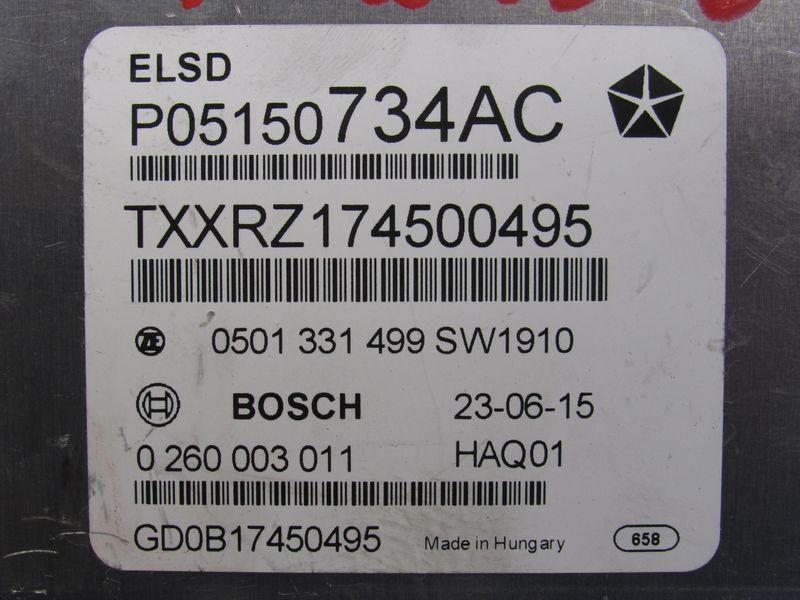 ELSD
P05150734AC
TXXRZ174500495
ZF 0501 331 499 SW1910
BOSCH 23-06-15
0 260 003 011 HAQ01
GD0B17450495 Made in Hungary 658